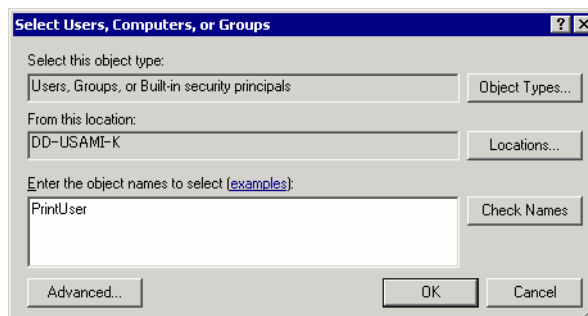 Select Users, Computers, or Groups
Select this object type:
Users, Groups, or Built-in security principals
Object Types...
From this location:
DD-USAMI-K
Locations...
Enter the object names to select (examples):
PrintUser
Check Names
Advanced...
OK
Cancel